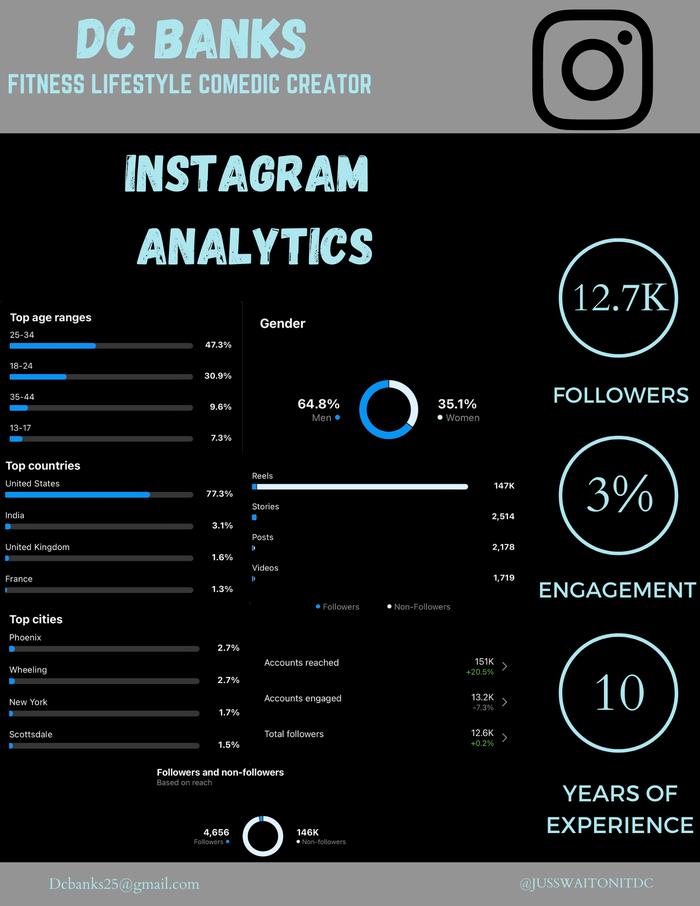 DC BANKS
FITNESS LIFESTYLE COMEDIC CREATOR
INSTAGRAM
ANALYTICS
12.7K
FOLLOWERS
3%
ENGAGEMENT
10
YEARS OF
EXPERIENCE
Top age ranges
25-34
47.3%
18-24
30.9%
35-44
9.6%
13-17
7.3%
Gender
64.8%
Men
35.1%
Women
Top countries
United States
77.3%
India
3.1%
United Kingdom
1.6%
France
1.3%
Reels
147K
Stories
2,514
Posts
2,178
Videos
1,719
Followers
Non-Followers
Top cities
Phoenix
2.7%
Wheeling
2.7%
New York
1.7%
Scottsdale
1.5%
Accounts reached
151K
+20.5%
Accounts engaged
13.2K
-7.3%
Total followers
12.6K
+0.2%
Followers and non-followers
Based on reach
4,656
Followers
146K
Non-followers
Dcbanks25@gmail.com
@JUSSWAITONITDC